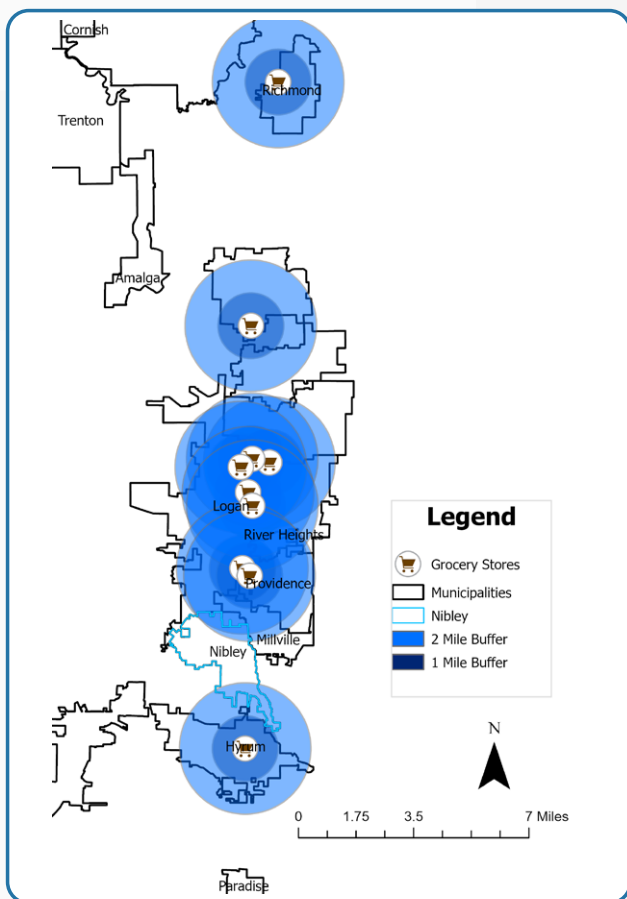 Cornish
Richmond
Trenton
Amalga
Logan
River Heights
Providence
Millville
Nibley
Hyrum
Paradise
Legend
Grocery Stores
Municipalities
Nibley
2 Mile Buffer
1 Mile Buffer
N
0 1.75 3.5 7 Miles